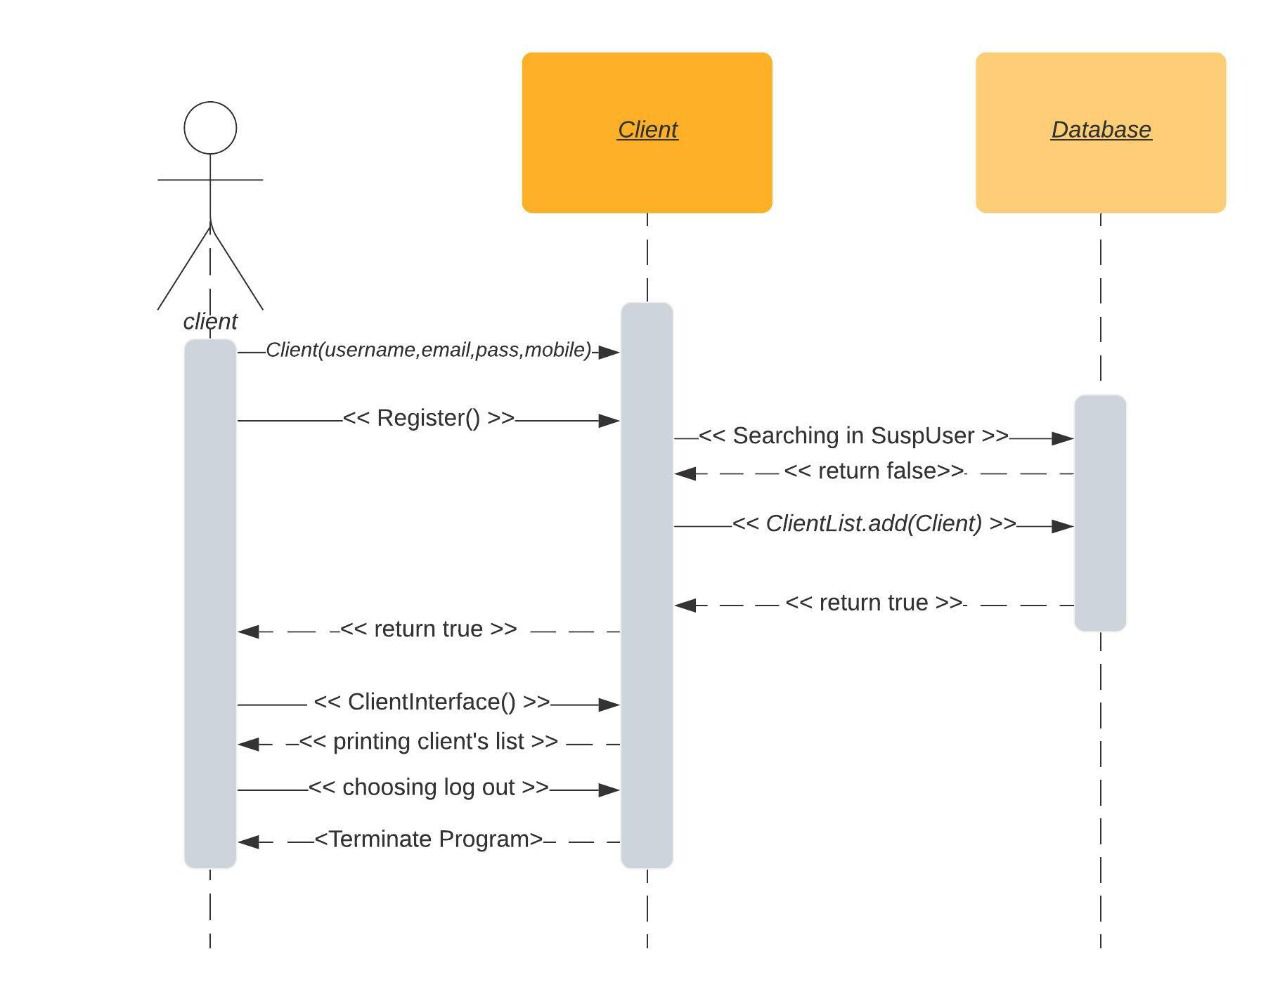 Client
Database
client
Client(username,email,pass,mobile)
<< Register() >>
<< Searching in SuspUser >>
<< return false>>
<< ClientList.add(Client) >>
<< return true >>
<< return true >>
<< ClientInterface() >>
<< printing client's list >>
<< choosing log out >>
<Terminate Program>